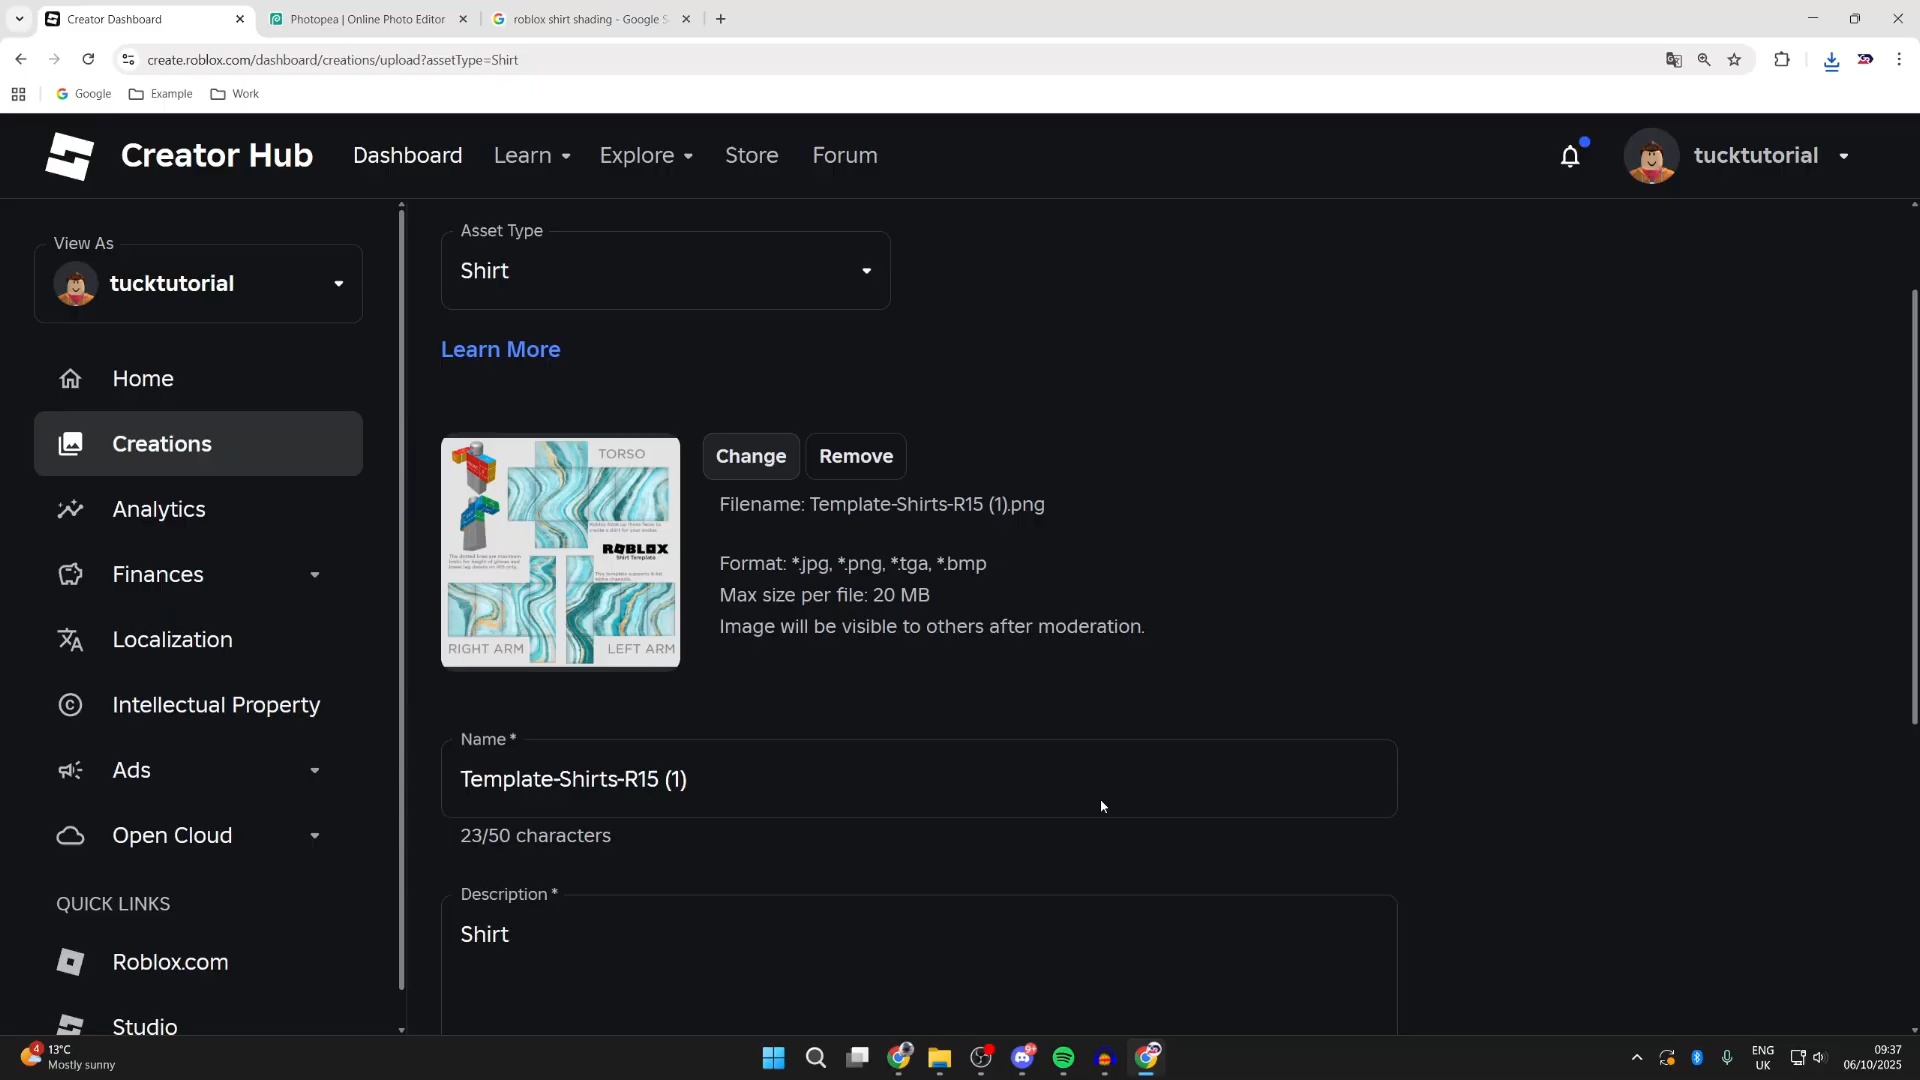 Creator Dashboard
Photopea | Online Photo Editor
roblox shirt shading - Google S
create.roblox.com/dashboard/creations/upload?assetType=Shirt
Google
Example
Work
Creator Hub
Dashboard
Learn
Explore
Store
Forum
tucktutorial
View As
tucktutorial
Home
Creations
Analytics
Finances
Localization
Intellectual Property
Ads
Open Cloud
QUICK LINKS
Roblox.com
Studio
Asset Type
Shirt
Learn More
TORSO
ROBLOX
Shirt Template
RIGHT ARM
LEFT ARM
Change
Remove
Filename: Template-Shirts-R15 (1).png
Format: *.jpg, *.png, *.tga, *.bmp
Max size per file: 20 MB
Image will be visible to others after moderation.
Name *
Template-Shirts-R15 (1)
23/50 characters
Description *
Shirt
4
13°C
Mostly sunny
9+
ENG
UK
09:37
06/10/2025